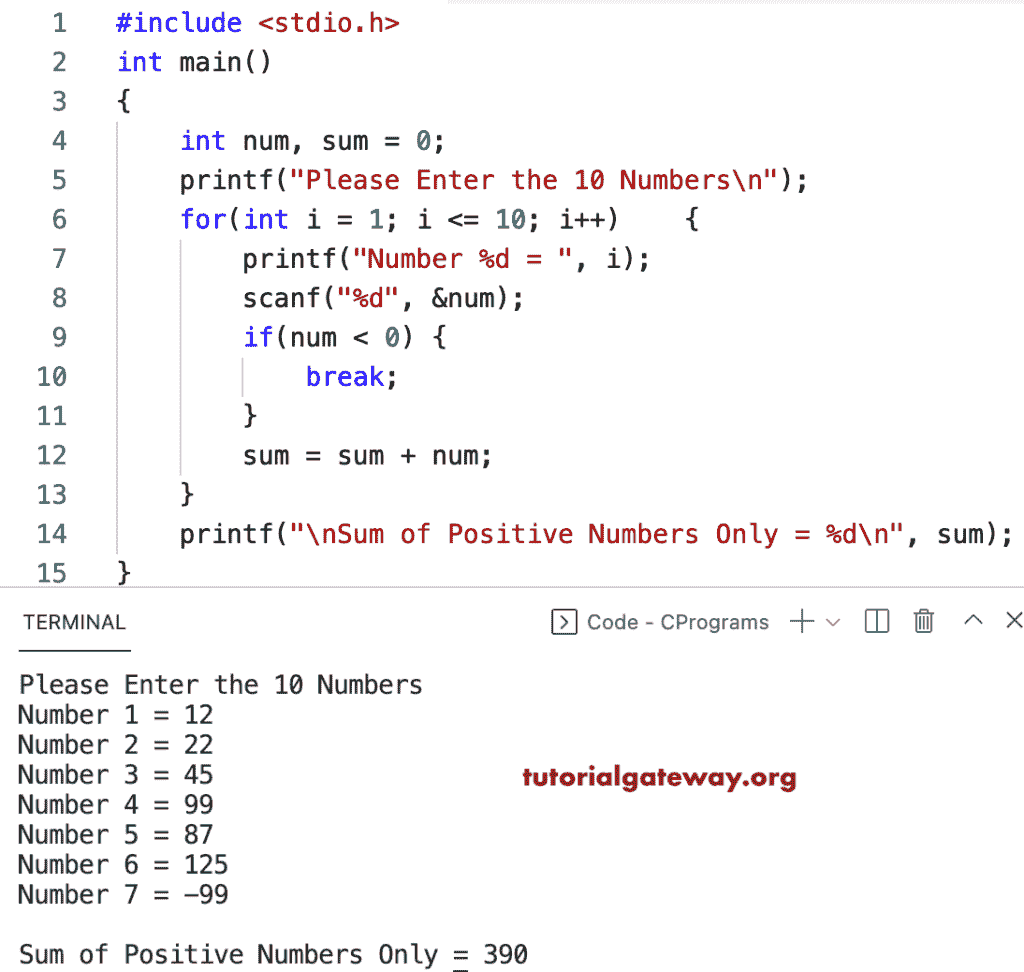 1 #include <stdio.h>
2 int main()
3 {
4 int num, sum = 0;
5 printf("Please Enter the 10 Numbers\n");
6 for(int i = 1; i <= 10; i++) {
7 printf("Number %d = ", i);
8 scanf("%d", &num);
9 if(num < 0) {
10 break;
11 }
12 sum = sum + num;
13 }
14 printf("\nSum of Positive Numbers Only = %d\n", sum);
15 }
TERMINAL Code - CPrograms
Please Enter the 10 Numbers
Number 1 = 12
Number 2 = 22
Number 3 = 45
tutorialgateway.org
Number 4 = 99
Number 5 = 87
Number 6 = 125
Number 7 = -99
Sum of Positive Numbers Only = 390